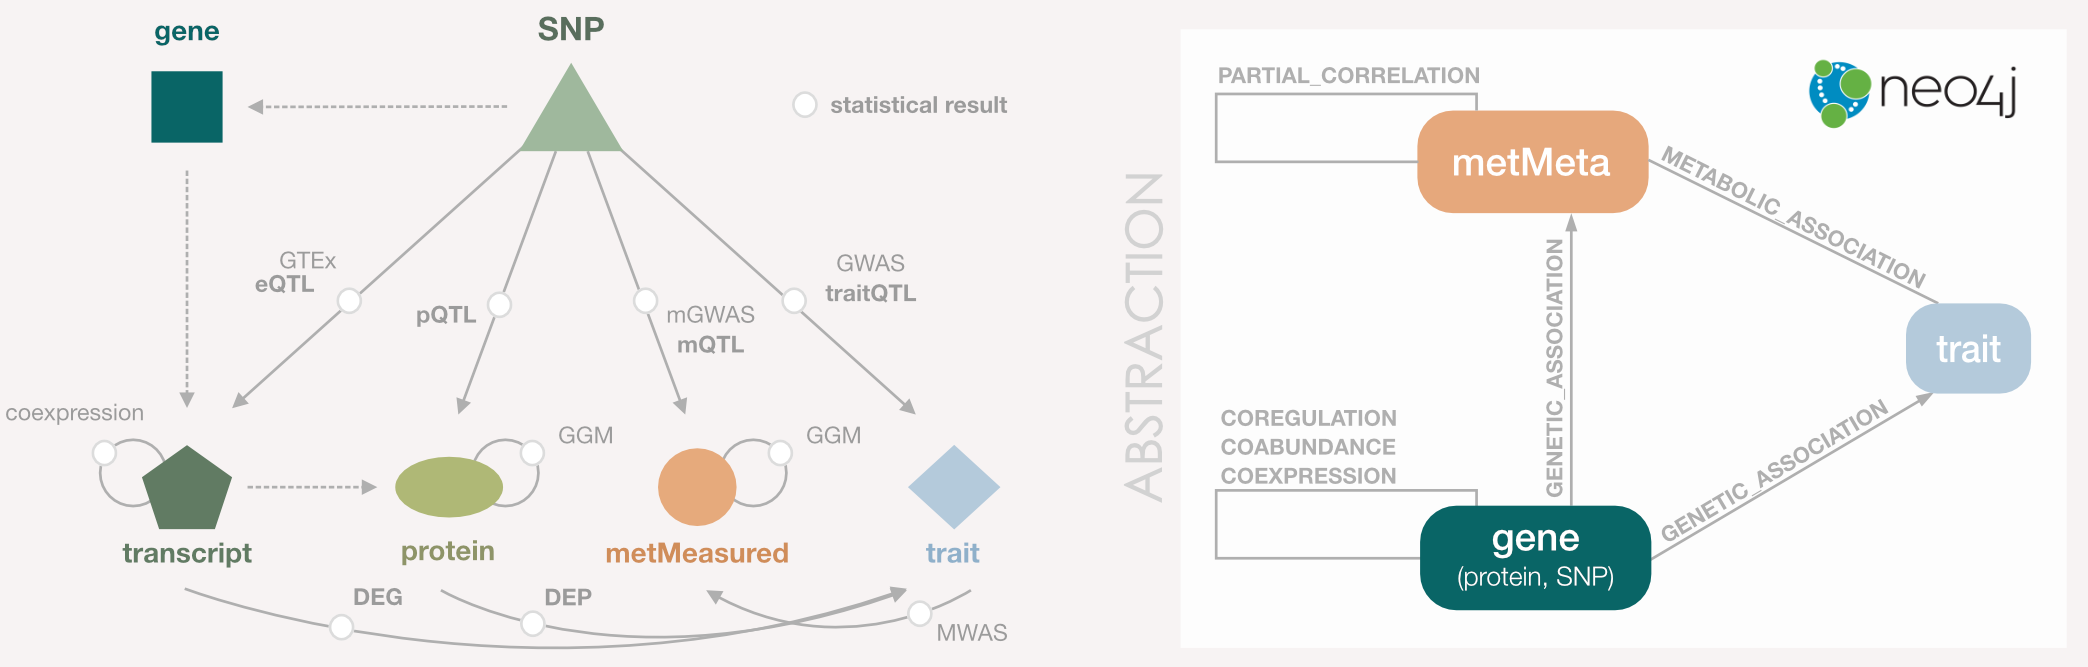 gene
SNP
statistical result
GTEx
eQTL
pQTL
mGWAS
mQTL
GWAS
traitQTL
coexpression
GGM
GGM
transcript
protein
metMeasured
trait
DEG
DEP
MWAS
ABSTRACTION
neo4j
PARTIAL_CORRELATION
metMeta
METABOLIC_ASSOCIATION
GENETIC_ASSOCIATION
trait
COREGULATION
COABUNDANCE
COEXPRESSION
GENETIC_ASSOCIATION
gene
(protein, SNP)